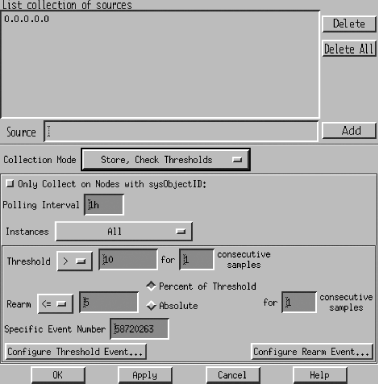 List collection of sources
0.0.0.0.0
Delete
Delete All
Source
Add
Collection Mode Store, Check Thresholds
Only Collect on Nodes with sysObjectID:
Polling Interval 1h
Instances All
Threshold > 10 for 1 consecutive samples
Percent of Threshold
Rearm <= 5 Absolute for 1 consecutive samples
Specific Event Number 58720263
Configure Threshold Event... Configure Rearm Event...
OK Apply Cancel Help